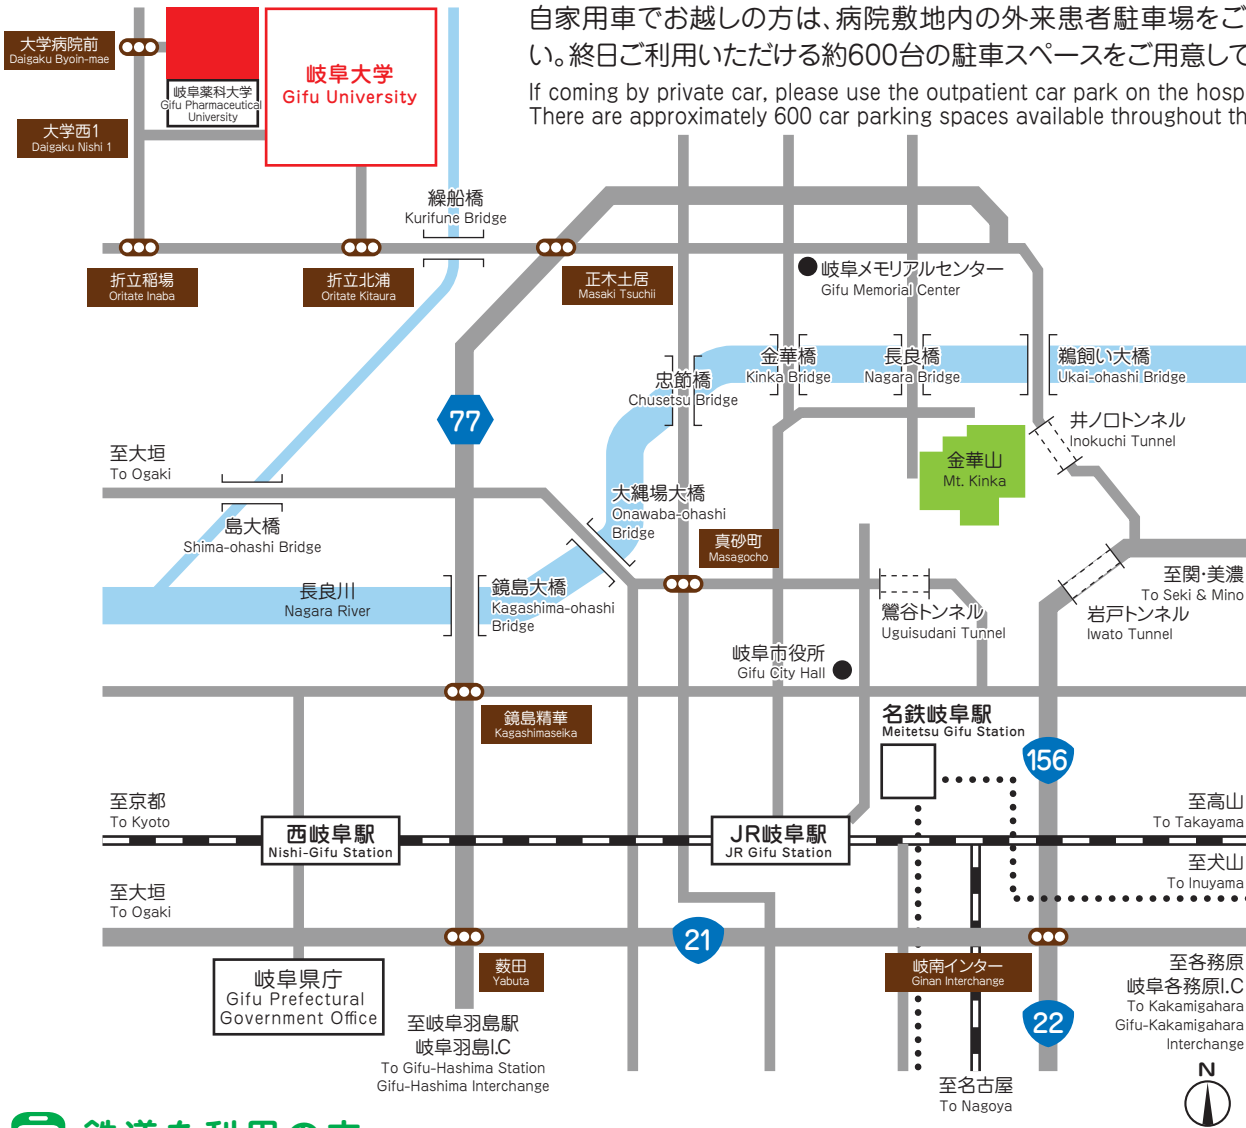 自家用車でお越しの方は、病院敷地内の外来患者駐車場をご
い。終日ご利用いただける約600台の駐車スペースをご用意して
If coming by private car, please use the outpatient car park on the hosp
There are approximately 600 car parking spaces available throughout th
大学病院前
Daigaku Byoin-mae
岐阜薬科大学
Gifu Pharmaceutical
University
岐阜大学
Gifu University
大学西1
Daigaku Nishi 1
繰船橋
Kurifune Bridge
折立稲場
Oritate Inaba
折立北浦
Oritate Kitaura
正木土居
Masaki Tsuchii
岐阜メモリアルセンター
Gifu Memorial Center
忠節橋
Chusetsu Bridge
金華橋
Kinka Bridge
長良橋
Nagara Bridge
鵜飼い大橋
Ukai-ohashi Bridge
77
井ノ口トンネル
Inokuchi Tunnel
金華山
Mt. Kinka
至大垣
To Ogaki
島大橋
Shima-ohashi Bridge
大縄場大橋
Onawaba-ohashi
Bridge
真砂町
Masagocho
長良川
Nagara River
鏡島大橋
Kagashima-ohashi
Bridge
鶯谷トンネル
Uguisudani Tunnel
至関・美濃
To Seki & Mino
岩戸トンネル
Iwato Tunnel
岐阜市役所
Gifu City Hall
鏡島精華
Kagashimaseika
名鉄岐阜駅
Meitetsu Gifu Station
156
至京都
To Kyoto
西岐阜駅
Nishi-Gifu Station
JR岐阜駅
JR Gifu Station
至高山
To Takayama
至犬山
To Inuyama
至大垣
To Ogaki
21
岐阜県庁
Gifu Prefectural
Government Office
薮田
Yabuta
岐南インター
Ginan Interchange
至各務原
岐阜各務原I.C
To Kakamigahara
Gifu-Kakamigahara
Interchange
22
至岐阜羽島駅
岐阜羽島I.C
To Gifu-Hashima Station
Gifu-Hashima Interchange
至名古屋
To Nagoya
N